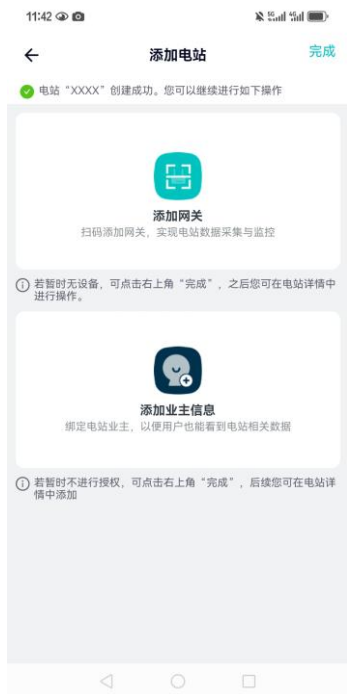 11:42
添加电站
完成
电站“XXXX”创建成功。您可以继续进行如下操作
添加网关
扫码添加网关，实现电站数据采集与监控
若暂时无设备，可点击右上角“完成”，之后您可在电站详情中
进行操作。
添加业主信息
绑定电站业主，以便用户也能看到电站相关数据
若暂时不进行授权，可点击右上角“完成”，后续您可在电站详
情中添加